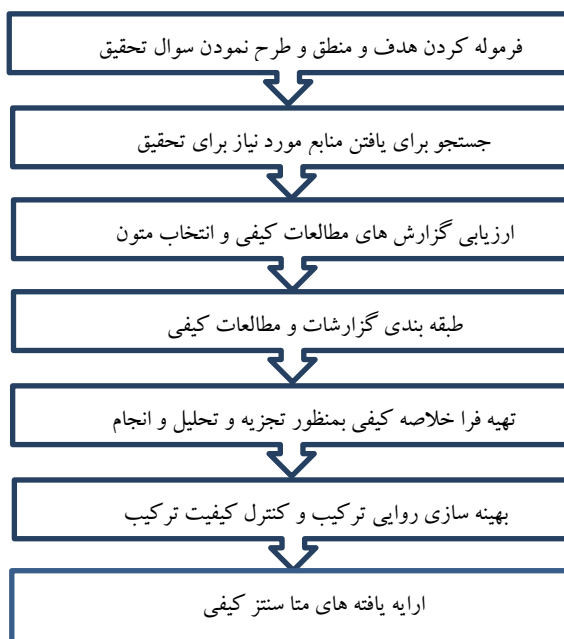 فرموله کردن هدف و منطق و طرح نمودن سوال تحقیق
جستجو برای یافتن منابع مورد نیاز برای تحقیق
ارزیابی گزارش های مطالعات کیفی و انتخاب متون
طبقه بندی گزارشات و مطالعات کیفی
تهیه فرا خلاصه کیفی بمنظور تجزیه و تحلیل و انجام
بهینه سازی روایی ترکیب و کنترل کیفیت ترکیب
ارایه یافته های متا سنتز کیفی